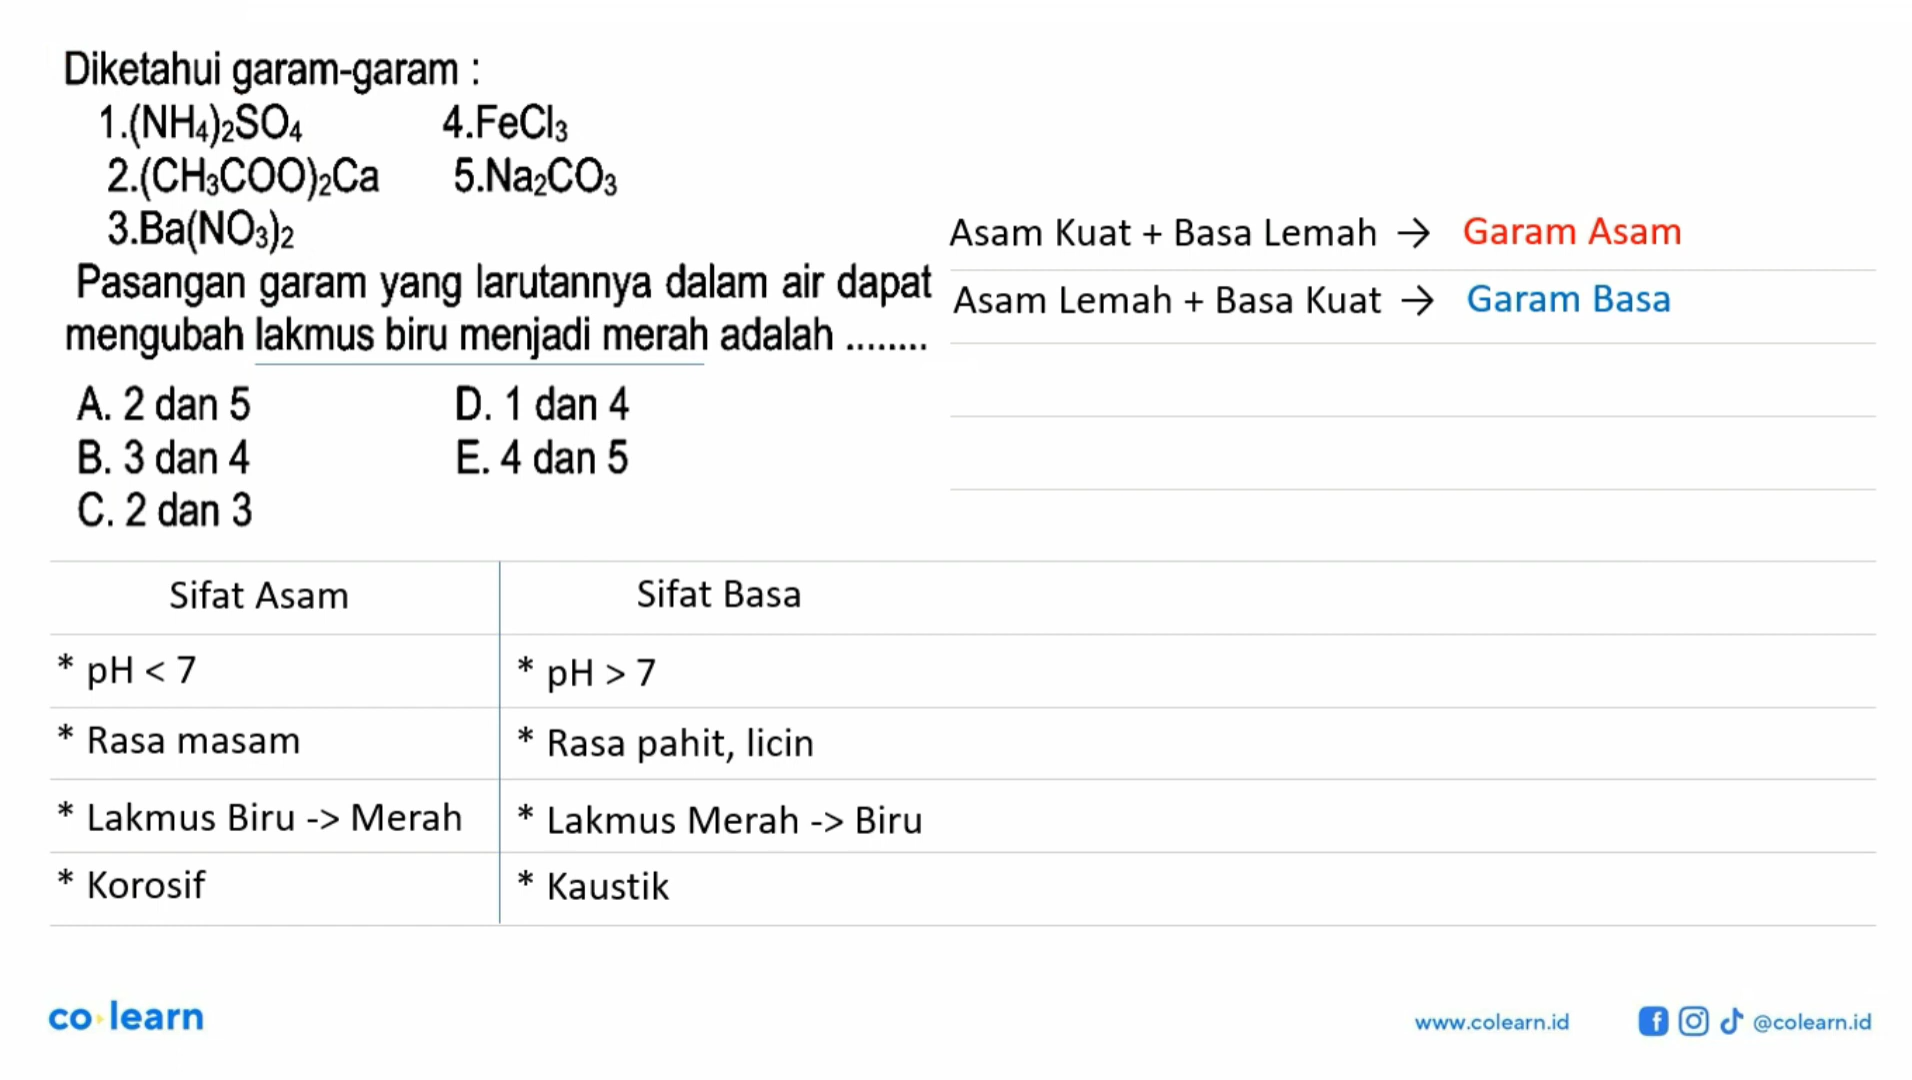 Diketahui garam-garam :
1.(NH₄)₂SO₄ 4.FeCl₃
2.(CH₃COO)₂Ca 5.Na₂CO₃
3.Ba(NO₃)₂
Pasangan garam yang larutannya dalam air dapat
mengubah lakmus biru menjadi merah adalah ........
A. 2 dan 5 D. 1 dan 4
B. 3 dan 4 E. 4 dan 5
C. 2 dan 3
Asam Kuat + Basa Lemah → Garam Asam
Asam Lemah + Basa Kuat → Garam Basa
Sifat Asam Sifat Basa
* pH < 7 * pH > 7
* Rasa masam * Rasa pahit, licin
* Lakmus Biru -> Merah * Lakmus Merah -> Biru
* Korosif * Kaustik
co learn
www.colearn.id @colearn.id